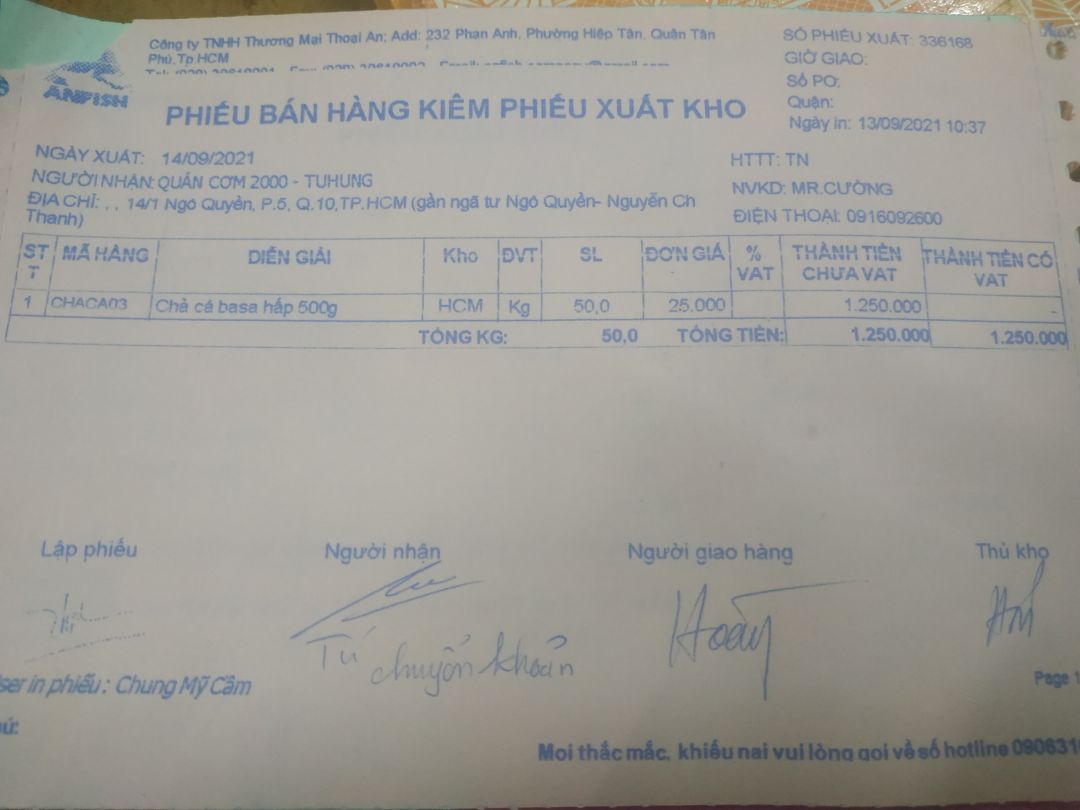 Công ty TNHH Thương Mại Thoại An; Add: 232 Phan Anh, Phường Hiệp Tân, Quận Tân
Phú, Tp.HCM
ANFISH
PHIẾU BÁN HÀNG KIÊM PHIẾU XUẤT KHO
SỐ PHIẾU XUẤT: 336168
GIỜ GIAO:
Số PO:
Quận:
Ngày in: 13/09/2021 10:37
NGÀY XUẤT: 14/09/2021
NGƯỜI NHẬN: QUÁN CƠM 2000 - TUHUNG
ĐỊA CHỈ: , , 14/1 Ngô Quyền, P.5, Q.10,TP.HCM (gần ngã tư Ngô Quyền- Nguyễn Ch
Thanh)
HTTT: TN
NVKD: MR.CƯỜNG
ĐIỆN THOẠI: 0916092600
STT MÃ HÀNG DIỄN GIẢI Kho ĐVT SL ĐƠN GIÁ % VAT THÀNH TIỀN CHƯA VAT THÀNH TIỀN CÓ VAT
1 CHACA03 Chả cá basa hấp 500g HCM Kg 50,0 25.000 1.250.000 -
TỔNG KG: 50,0 TỔNG TIỀN: 1.250.000 1.250.000
Lập phiếu Người nhận Người giao hàng Thủ kho
Tú chuyển khoản Hoàng
ser in phiếu : Chung Mỹ Cầm
Page 1
ú:
Mọi thắc mắc, khiếu nại vui lòng gọi về số hotline 090631